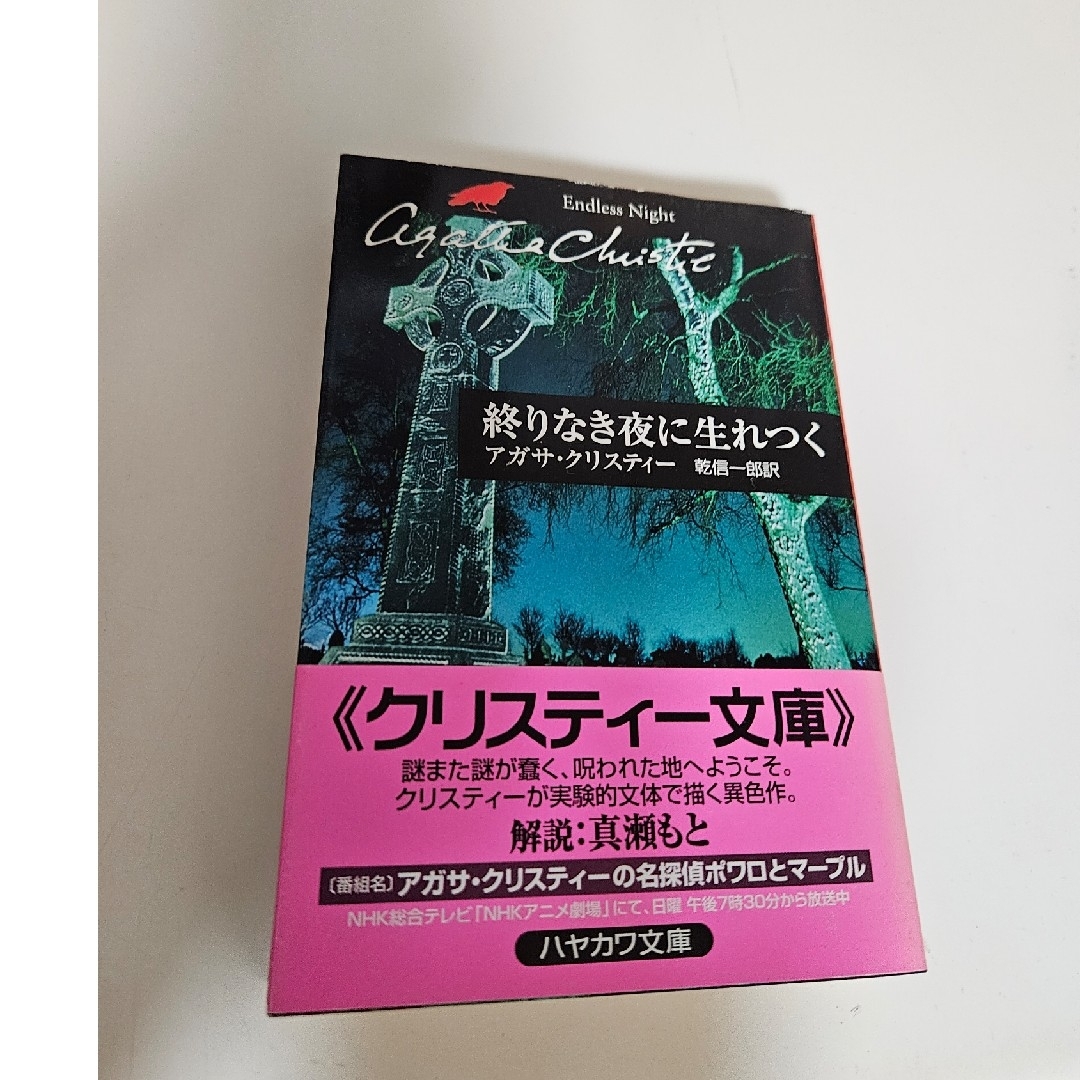 Endless Night
Agatha Christie
終りなき夜に生れつく
アガサ・クリスティー 乾信一郎訳
《クリスティー文庫》
謎また謎が蠢く、呪われた地へようこそ。
クリスティーが実験的文体で描く異色作。
解説：真瀬もと
〔番組名〕アガサ・クリスティーの名探偵ポワロとマープル
NHK総合テレビ「NHKアニメ劇場」にて、日曜 午後7時30分から放送中
ハヤカワ文庫